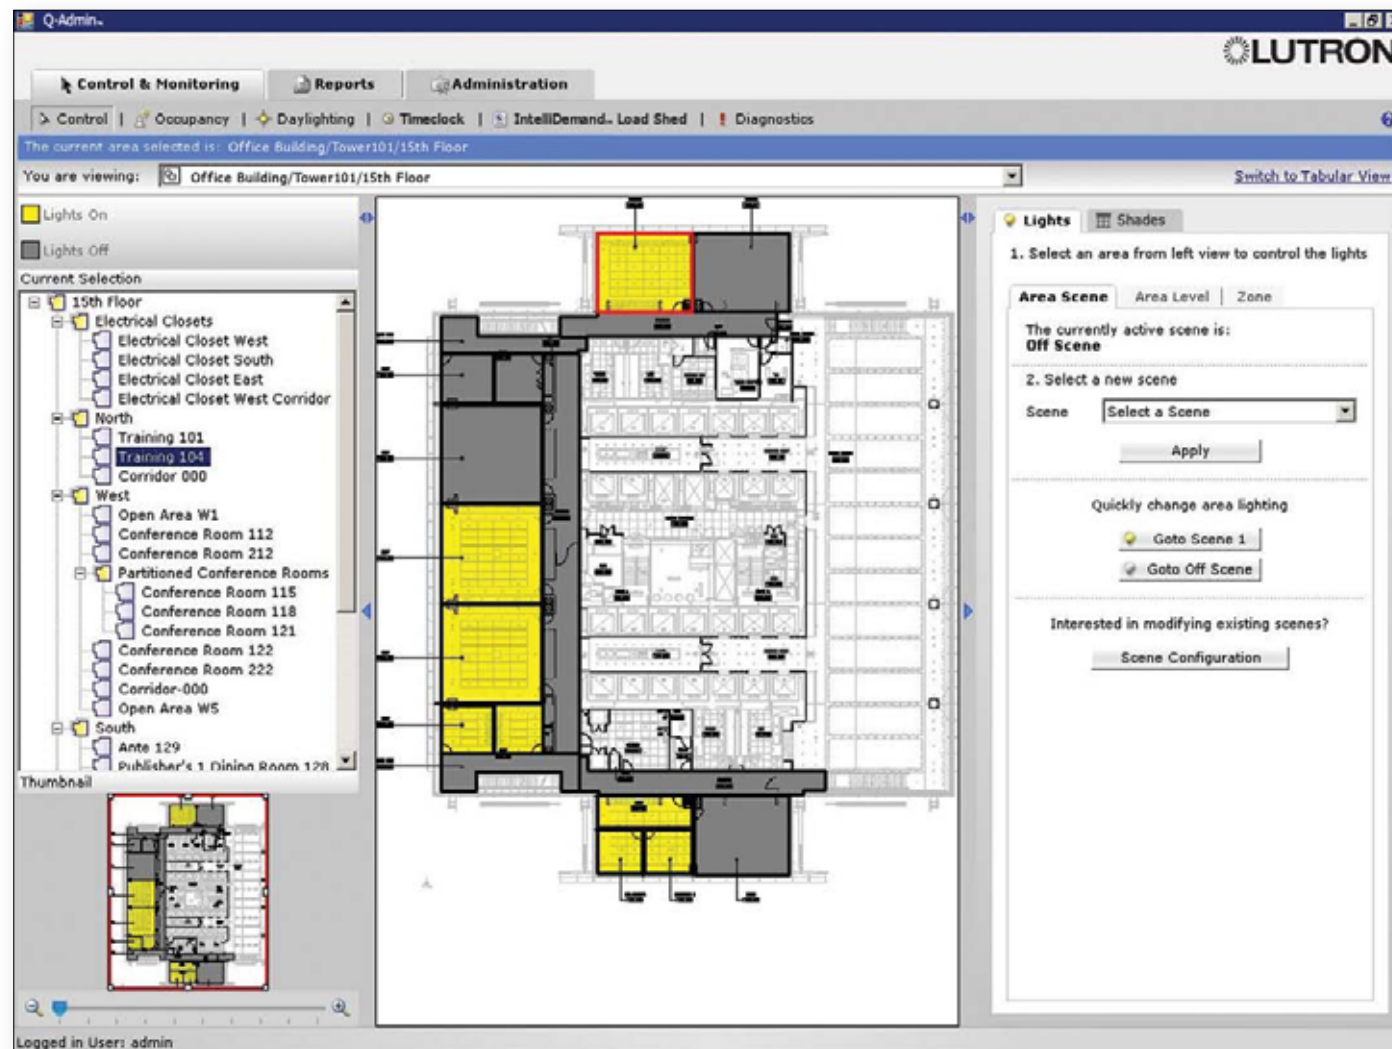 Q-Admin™
LUTRON
Control & Monitoring
Reports
Administration
Control | Occupancy | Daylighting | Timeclock | IntelliDemand™ Load Shed | Diagnostics
The current area selected is: Office Building/Tower101/15th Floor
You are viewing:
Office Building/Tower101/15th Floor
Switch to Tabular View
Lights On
Lights Off
Current Selection
15th Floor
Electrical Closets
Electrical Closet West
Electrical Closet South
Electrical Closet East
Electrical Closet West Corridor
North
Training 101
Training 104
Corridor 000
West
Open Area W1
Conference Room 112
Conference Room 212
Partitioned Conference Rooms
Conference Room 115
Conference Room 118
Conference Room 121
Conference Room 122
Conference Room 222
Corridor-000
Open Area W5
South
Ante 129
Publisher's 1 Dining Room 128
Thumbnail
Logged in User: admin
Lights
Shades
1. Select an area from left view to control the lights
Area Scene
Area Level | Zone
The currently active scene is:
Off Scene
2. Select a new scene
Scene
Select a Scene
Apply
Quickly change area lighting
Goto Scene 1
Goto Off Scene
Interested in modifying existing scenes?
Scene Configuration